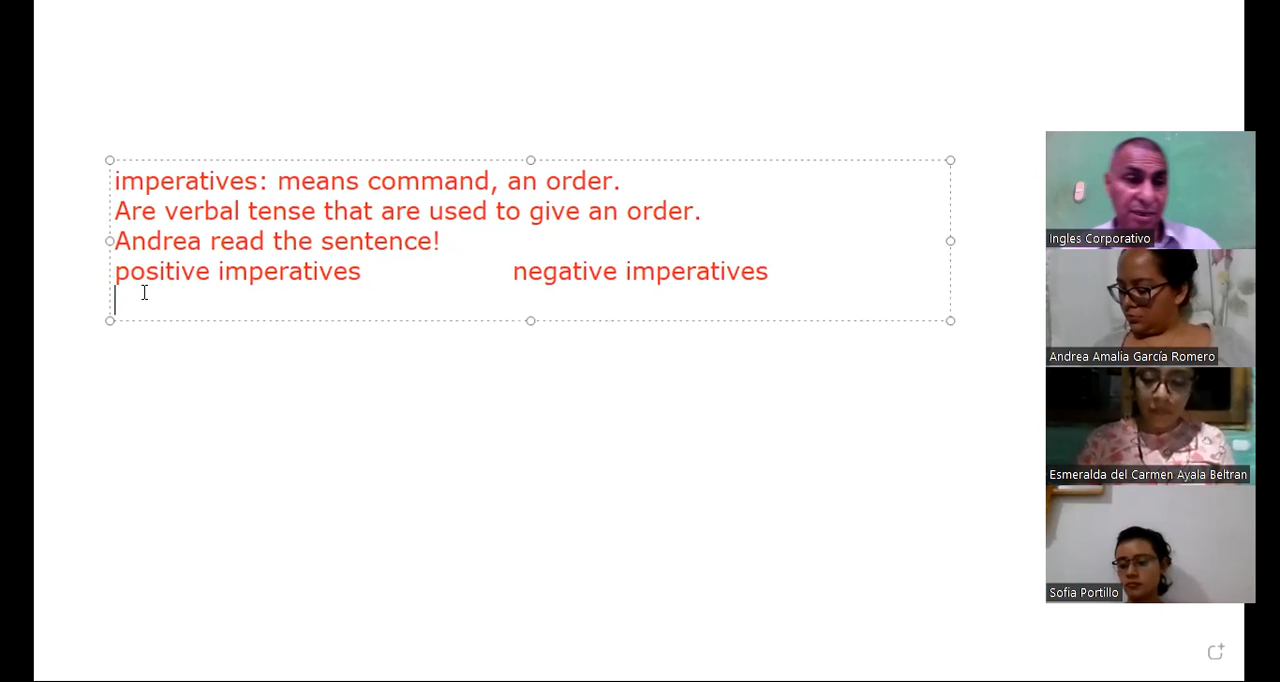 imperatives: means command, an order.
Are verbal tense that are used to give an order.
Andrea read the sentence!
positive imperatives negative imperatives
Ingles Corporativo
Andrea Amalia García Romero
Esmeralda del Carmen Ayala Beltran
Sofia Portillo